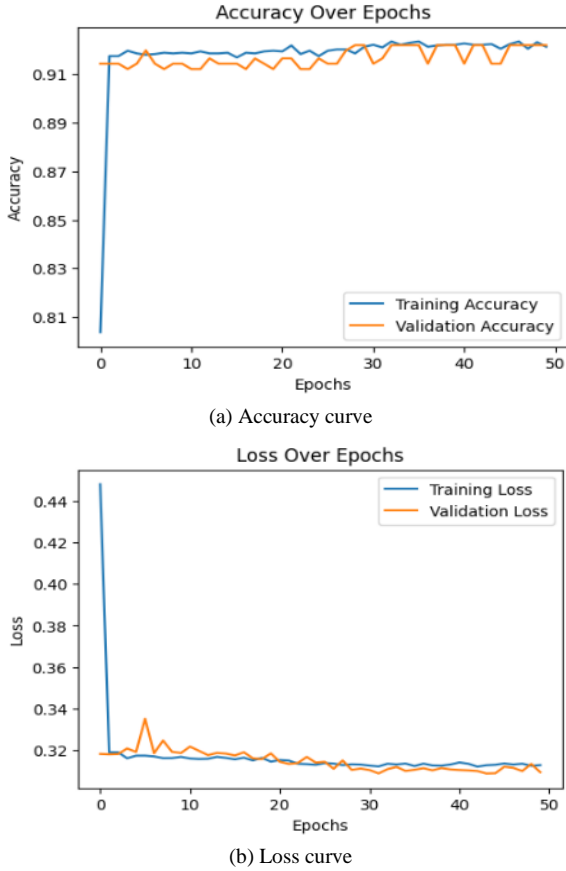 Accuracy Over Epochs
0.91
0.89
0.87
0.85
0.83
0.81
Accuracy
Training Accuracy
Validation Accuracy
0 10 20 30 40 50
Epochs
(a) Accuracy curve
Loss Over Epochs
0.44
0.42
0.40
0.38
0.36
0.34
0.32
Loss
Training Loss
Validation Loss
0 10 20 30 40 50
Epochs
(b) Loss curve